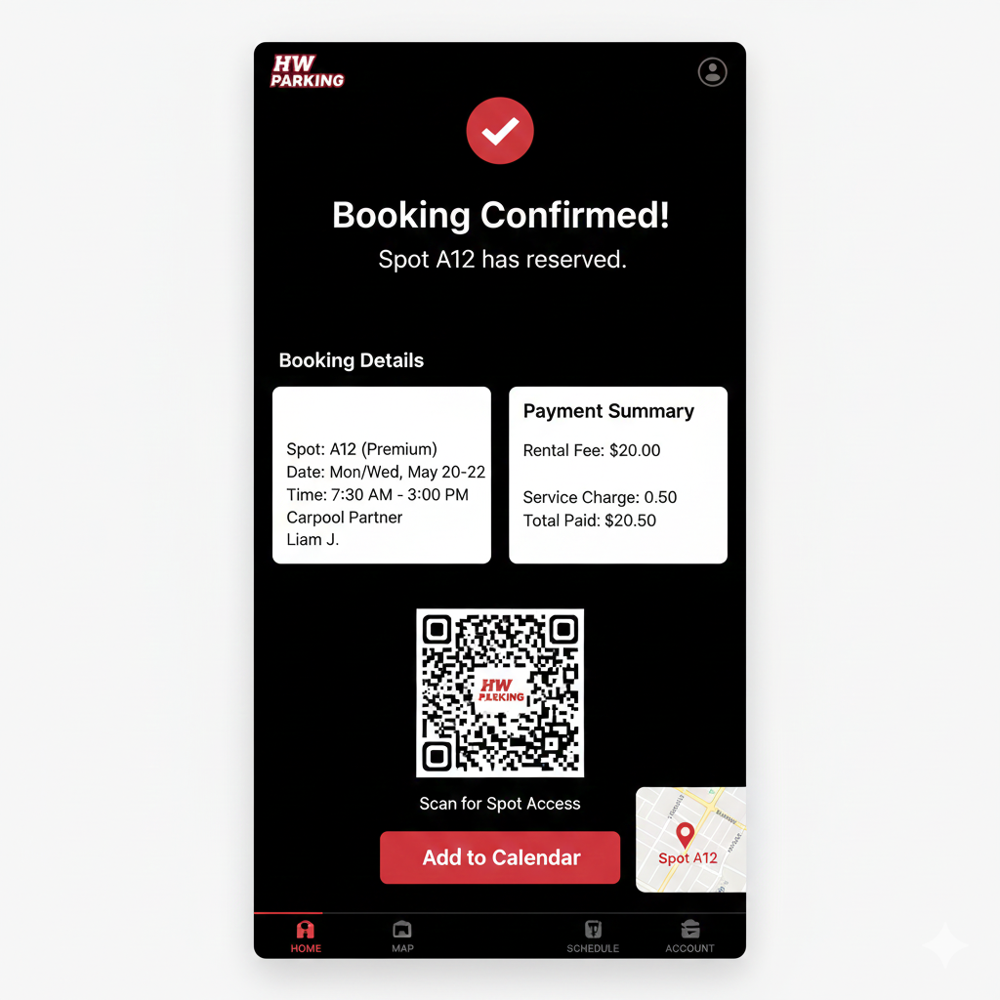 HW
PARKING
Booking Confirmed!
Spot A12 has reserved.
Booking Details
Spot: A12 (Premium)
Date: Mon/Wed, May 20-22
Time: 7:30 AM - 3:00 PM
Carpool Partner
Liam J.
Payment Summary
Rental Fee: $20.00
Service Charge: 0.50
Total Paid: $20.50
HW
Scan for Spot Access
Add to Calendar
Spot A12
HOME
MAP
SCHEDULE
ACCOUNT